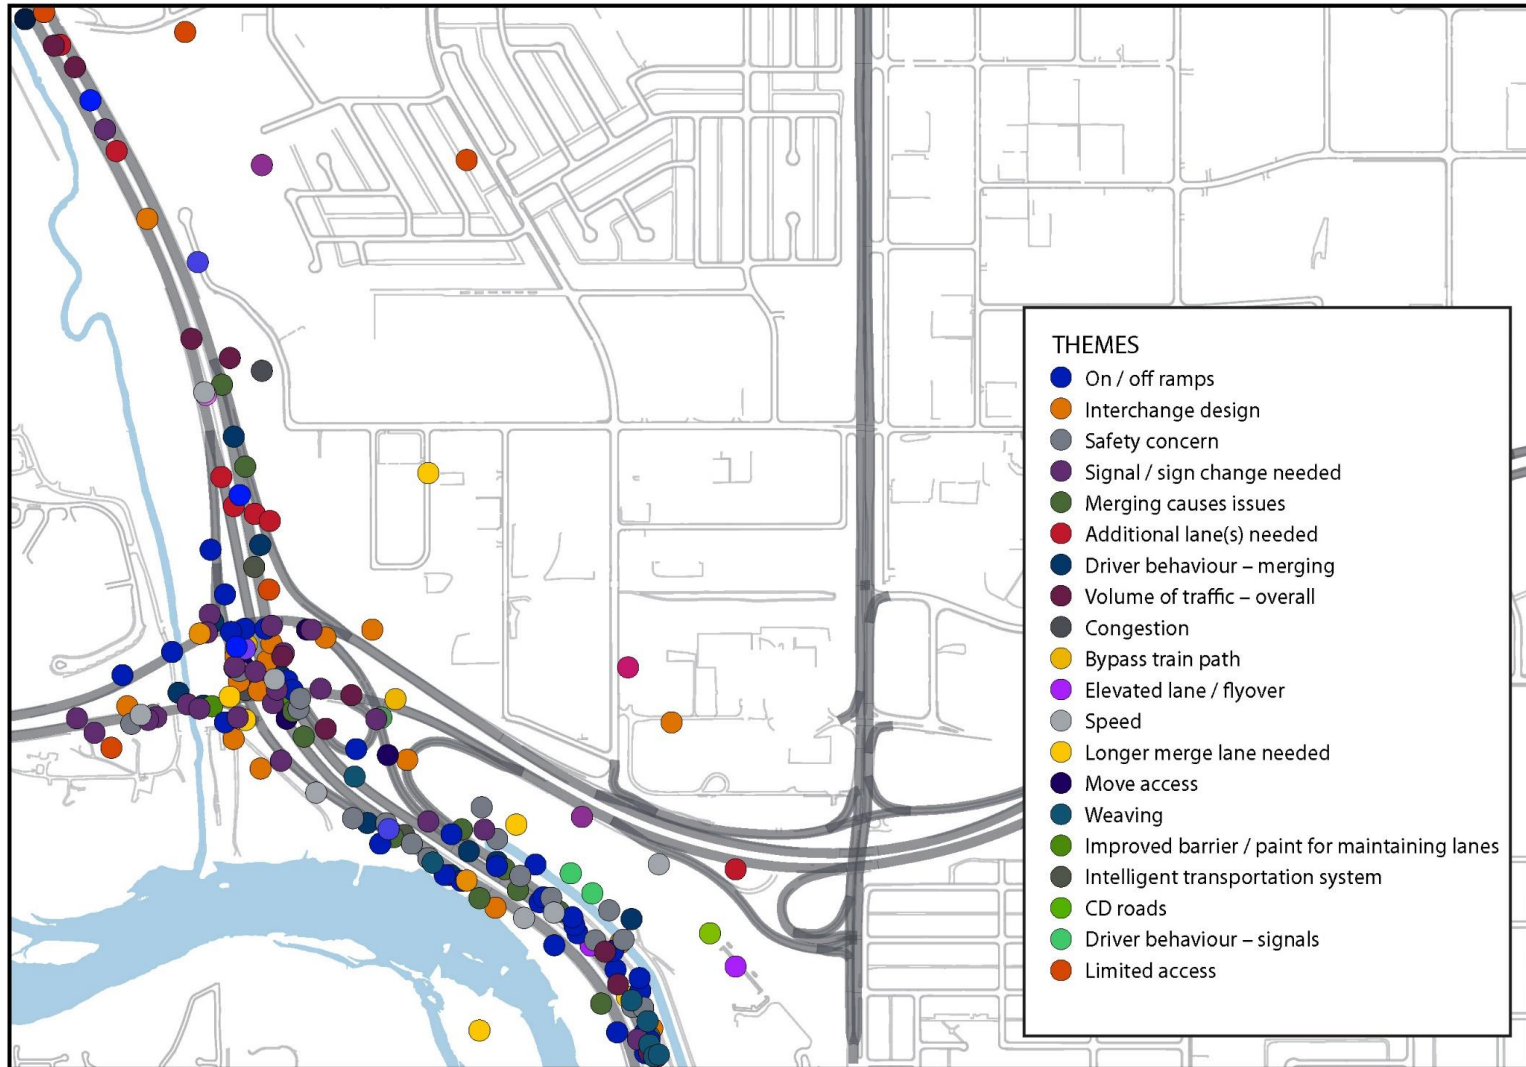 THEMES
On / off ramps
Interchange design
Safety concern
Signal / sign change needed
Merging causes issues
Additional lane(s) needed
Driver behaviour – merging
Volume of traffic – overall
Congestion
Bypass train path
Elevated lane / flyover
Speed
Longer merge lane needed
Move access
Weaving
Improved barrier / paint for maintaining lanes
Intelligent transportation system
CD roads
Driver behaviour – signals
Limited access